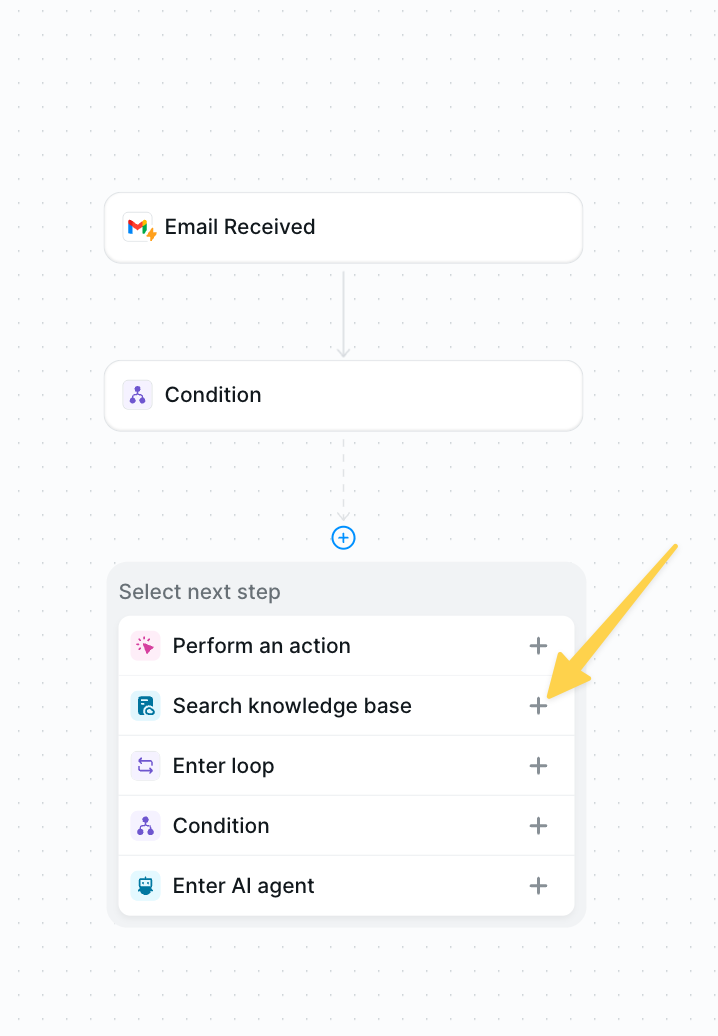 Email Received
Condition
Select next step
Perform an action
Search knowledge base
Enter loop
Condition
Enter AI agent